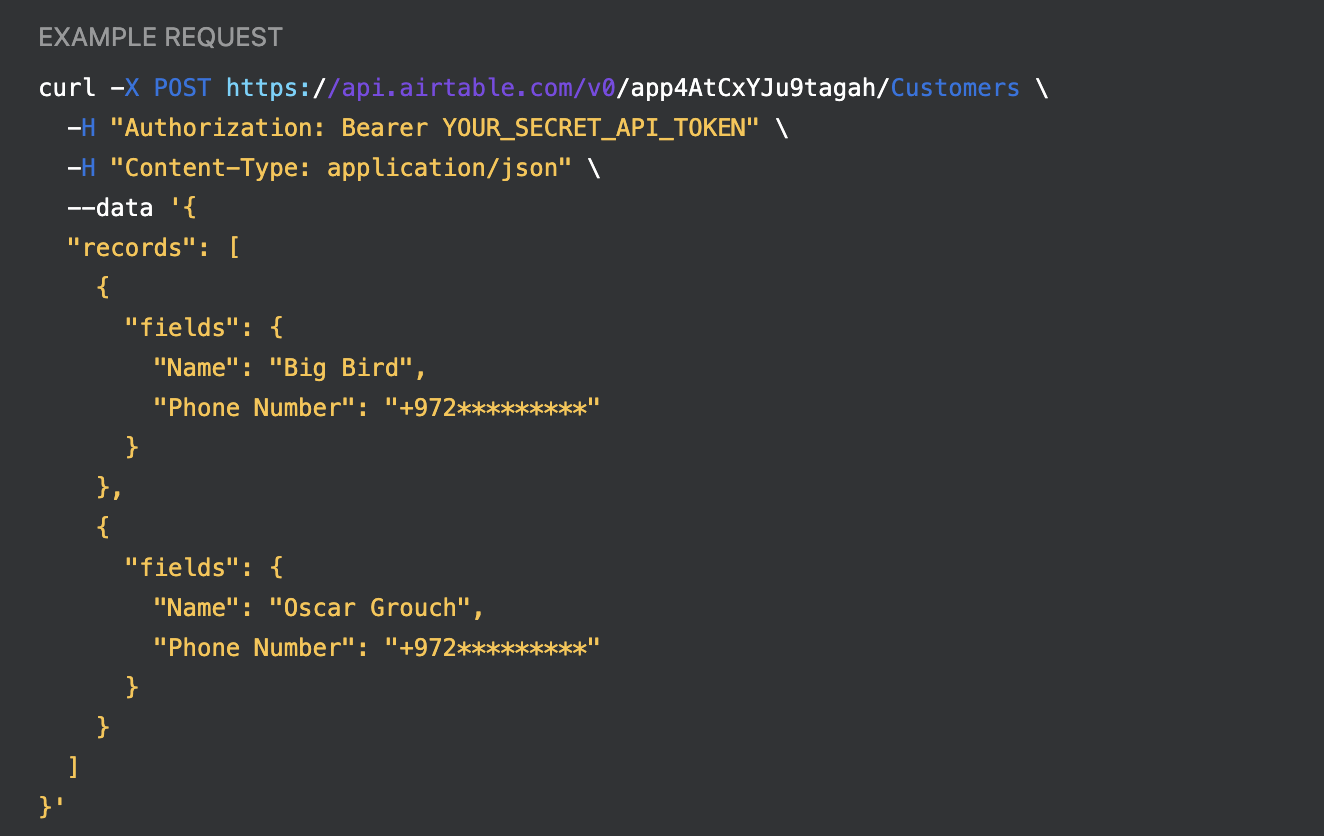 EXAMPLE REQUEST
curl -X POST https://api.airtable.com/v0/app4AtCxYJu9tagah/Customers \
  -H "Authorization: Bearer YOUR_SECRET_API_TOKEN" \
  -H "Content-Type: application/json" \
  --data '{
  "records": [
    {
      "fields": {
        "Name": "Big Bird",
        "Phone Number": "+972*********"
      }
    },
    {
      "fields": {
        "Name": "Oscar Grouch",
        "Phone Number": "+972*********"
      }
    }
  ]
}'